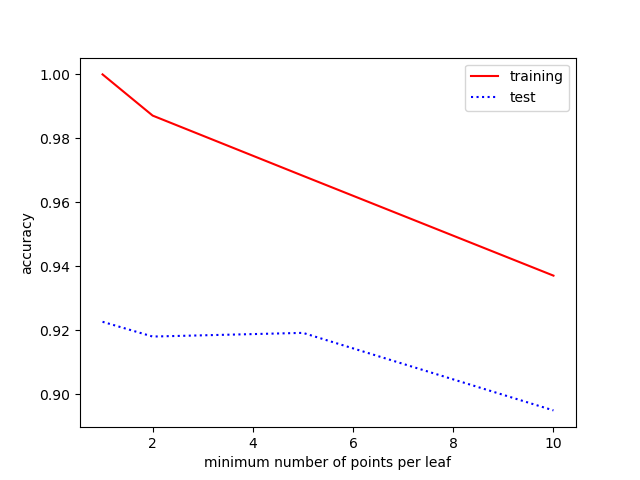 training
test
1.00
0.98
0.96
0.94
0.92
0.90
accuracy
2 4 6 8 10
minimum number of points per leaf